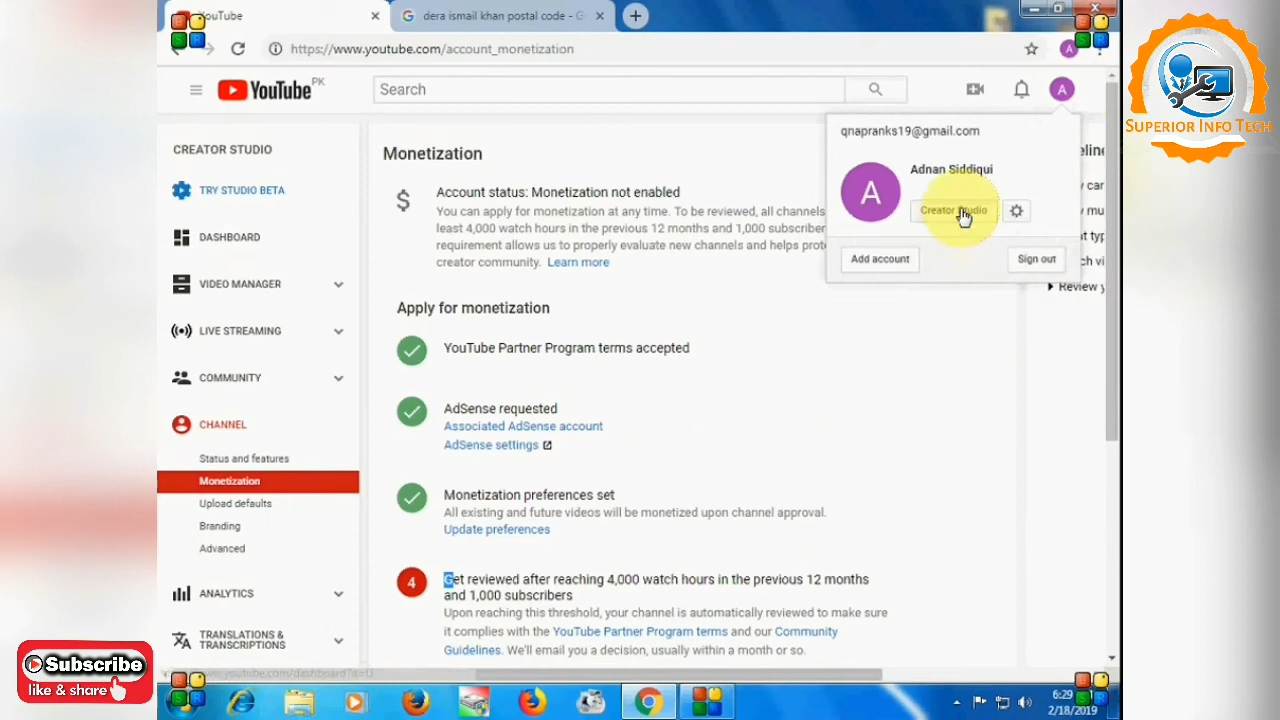 YouTube
dera ismail khan postal code - G
https://www.youtube.com/account_monetization
A
YouTube PK
Search
A
SUPERIOR INFO TECH
CREATOR STUDIO
TRY STUDIO BETA
DASHBOARD
VIDEO MANAGER
LIVE STREAMING
COMMUNITY
CHANNEL
Status and features
Monetization
Upload defaults
Branding
Advanced
ANALYTICS
TRANSLATIONS &
TRANSCRIPTIONS
Monetization
$
Account status: Monetization not enabled
You can apply for monetization at any time. To be reviewed, all channels
least 4,000 watch hours in the previous 12 months and 1,000 subscriber
requirement allows us to properly evaluate new channels and helps prote
creator community. Learn more
Apply for monetization
YouTube Partner Program terms accepted
AdSense requested
Associated AdSense account
AdSense settings
Monetization preferences set
All existing and future videos will be monetized upon channel approval.
Update preferences
4
Get reviewed after reaching 4,000 watch hours in the previous 12 months
and 1,000 subscribers
Upon reaching this threshold, your channel is automatically reviewed to make sure
it complies with the YouTube Partner Program terms and our Community
Guidelines. We'll email you a decision, usually within a month or so.
qnapranks19@gmail.com
A
Adnan Siddiqui
Creator Studio
Add account
Sign out
Review y
Subscribe
like & share
6:29
2/18/2019